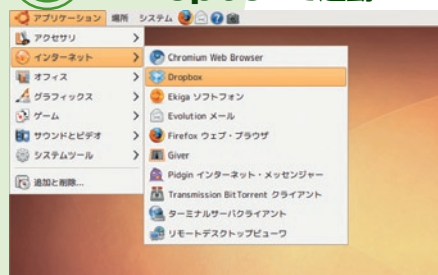 アプリケーション 場所 システム
アクセサリ
インターネット
オフィス
グラフィックス
ゲーム
サウンドとビデオ
システムツール
追加と削除...
Chromium Web Browser
Dropbox
Ekiga ソフトフォン
Evolution メール
Firefox ウェブ・ブラウザ
Giver
Pidgin インターネット・メッセンジャー
Transmission BitTorrent クライアント
ターミナルサーバクライアント
リモートデスクトップビューワ